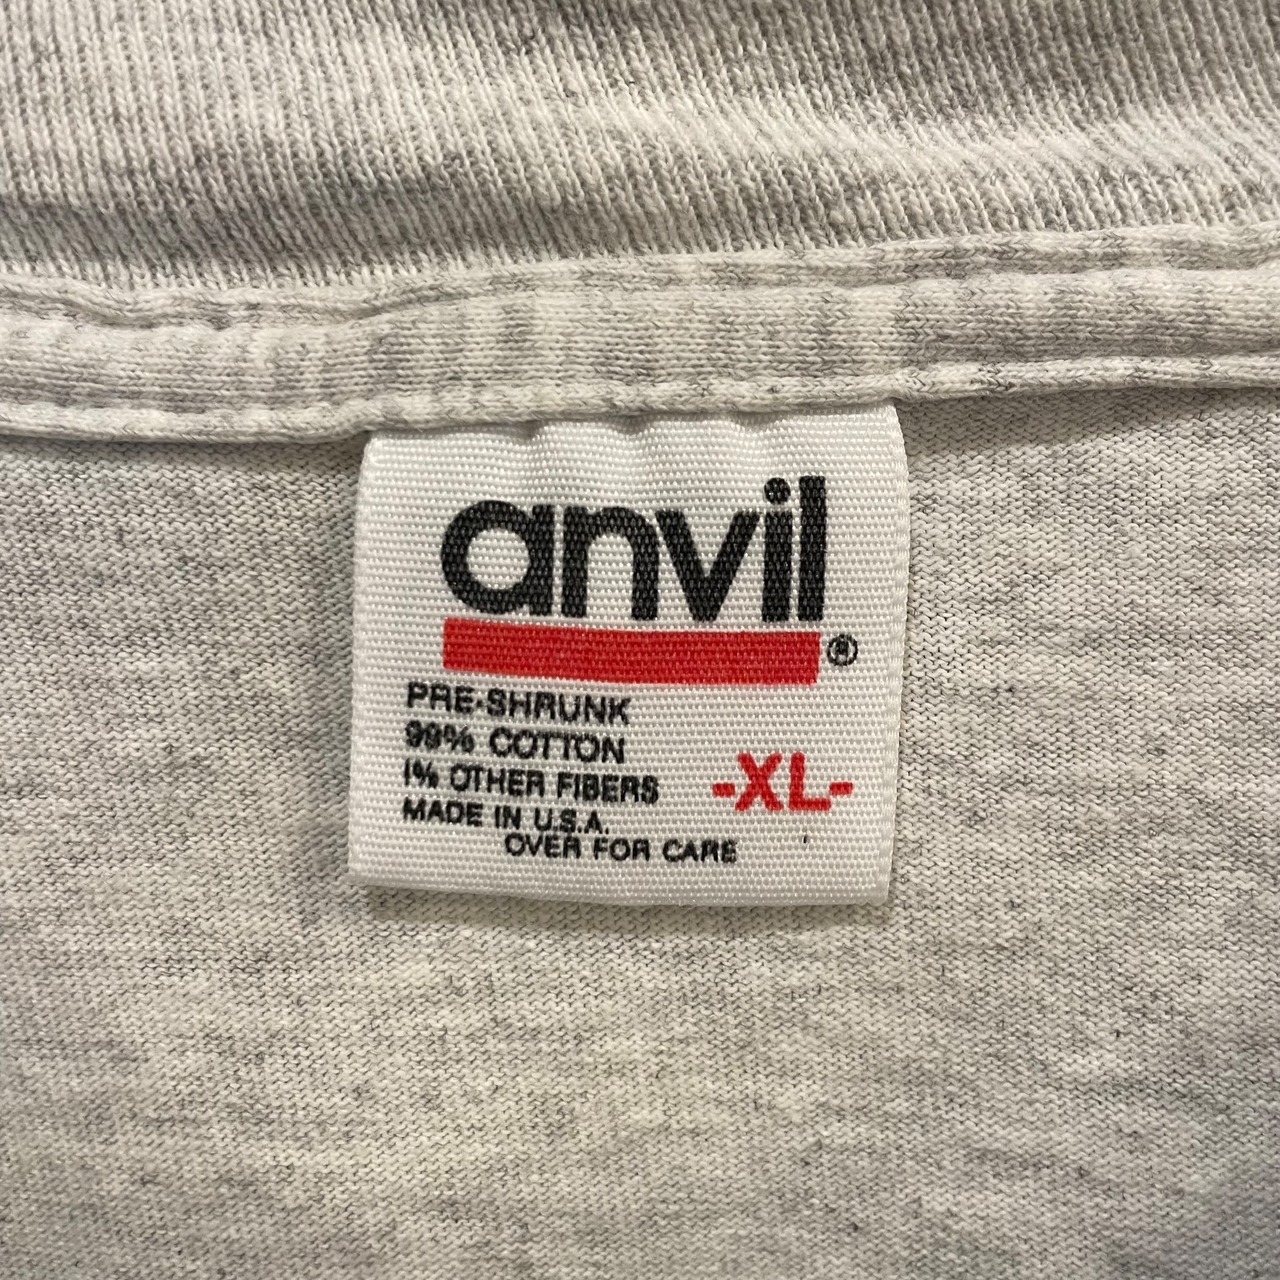 anvil®
PRE-SHRUNK
99% COTTON
1% OTHER FIBERS
-XL-
MADE IN U.S.A.
OVER FOR CARE